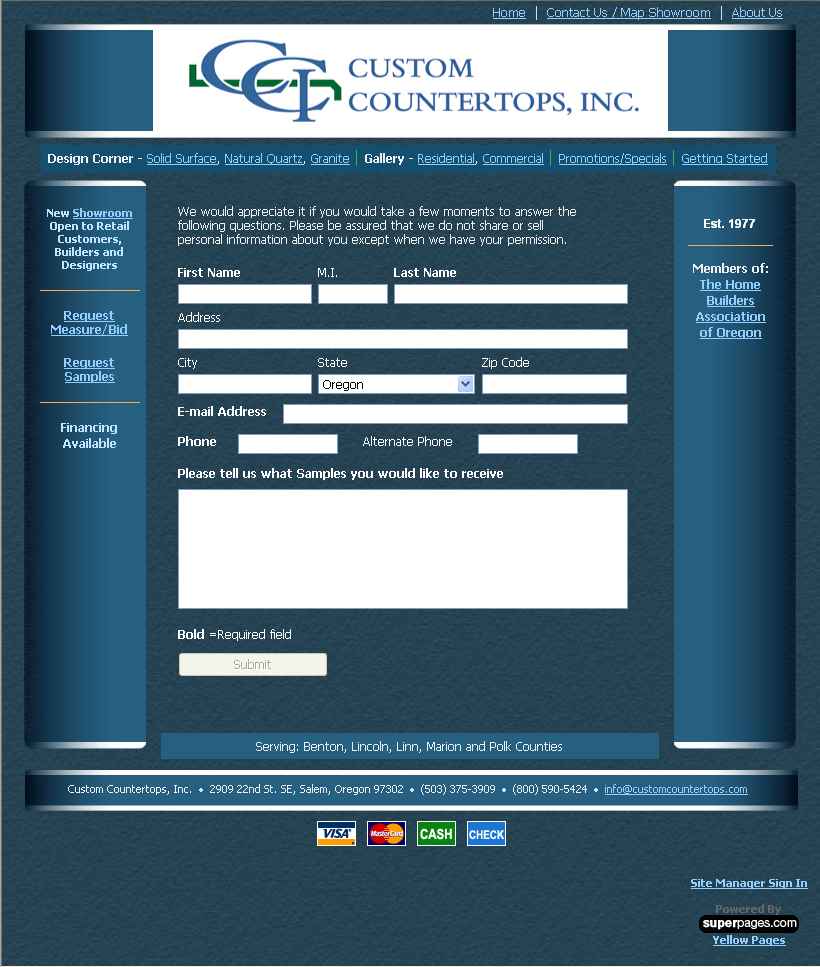 Home | Contact Us / Map Showroom | About Us
CCI CUSTOM
COUNTERTOPS, INC.
Design Corner - Solid Surface, Natural Quartz, Granite | Gallery - Residential, Commercial | Promotions/Specials | Getting Started
New Showroom
Open to Retail
Customers,
Builders and
Designers
Request
Measure/Bid
Request
Samples
Financing
Available
We would appreciate it if you would take a few moments to answer the
following questions. Please be assured that we do not share or sell
personal information about you except when we have your permission.
First Name M.I. Last Name
Address
City State Zip Code
Oregon
E-mail Address
Phone Alternate Phone
Please tell us what Samples you would like to receive
Bold =Required field
Submit
Est. 1977
Members of:
The Home
Builders
Association
of Oregon
Serving: Benton, Lincoln, Linn, Marion and Polk Counties
Custom Countertops, Inc. • 2909 22nd St. SE, Salem, Oregon 97302 • (503) 375-3909 • (800) 590-5424 • info@customcountertops.com
VISA MasterCard CASH CHECK
Site Manager Sign In
Powered By
superpages.com
Yellow Pages